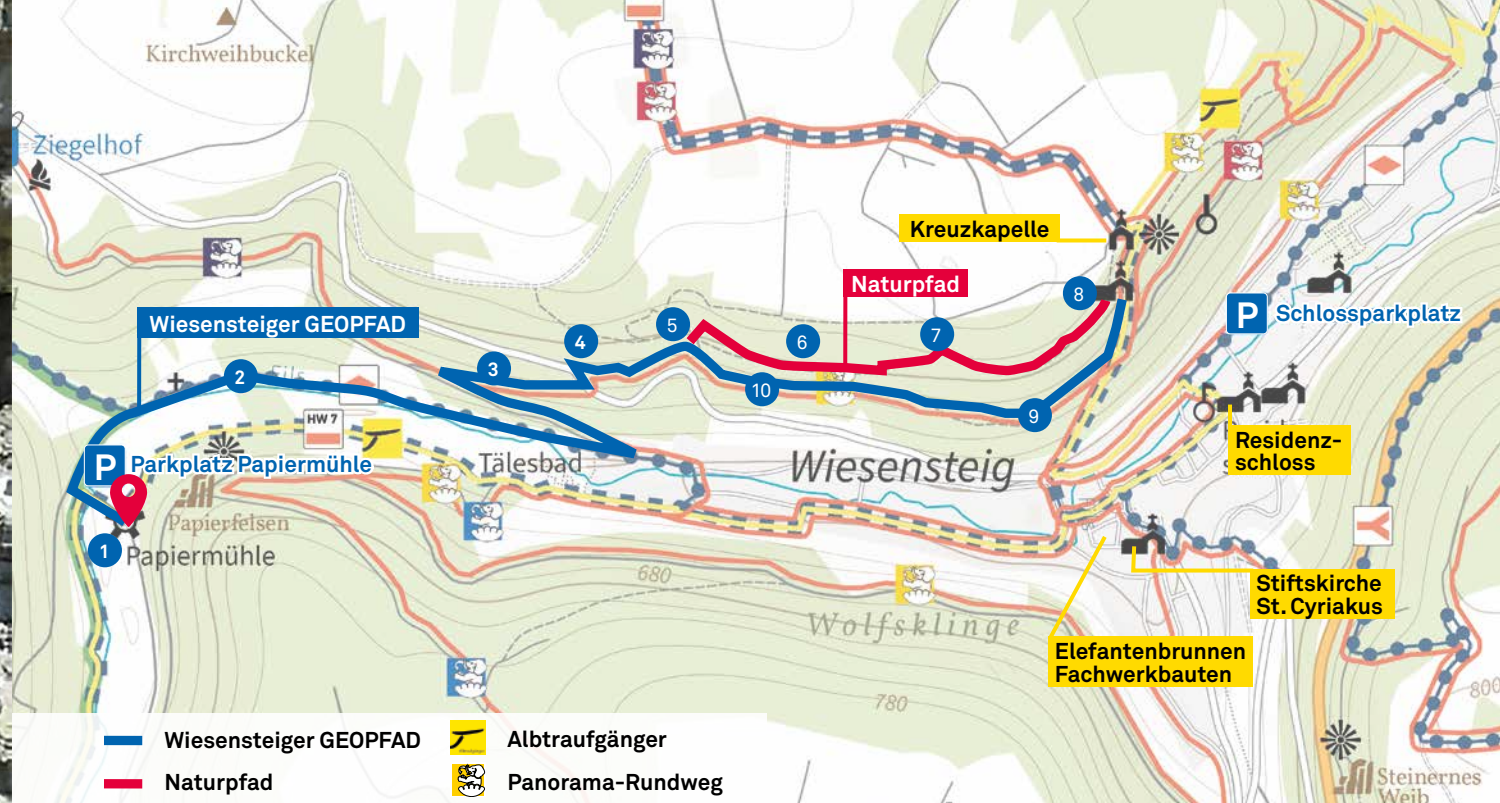 Kirchweihbuckel
Ziegelhof
Kreuzkapelle
Naturpfad
8
P Schlossparkplatz
Wiesensteiger GEOPFAD
5
4
6
7
3
2
Fils
10
9
HW 7
P Parkplatz Papiermühle
Tälesbad
Wiesensteig
Residenz-
schloss
Papierfelsen
1
Papiermühle
680
Stiftskirche
St. Cyriakus
Wolfsklinge
Elefantenbrunnen
Fachwerkbauten
780
800
Wiesensteiger GEOPFAD
Albtraufgänger
Naturpfad
Panorama-Rundweg
Steinernes
Weib